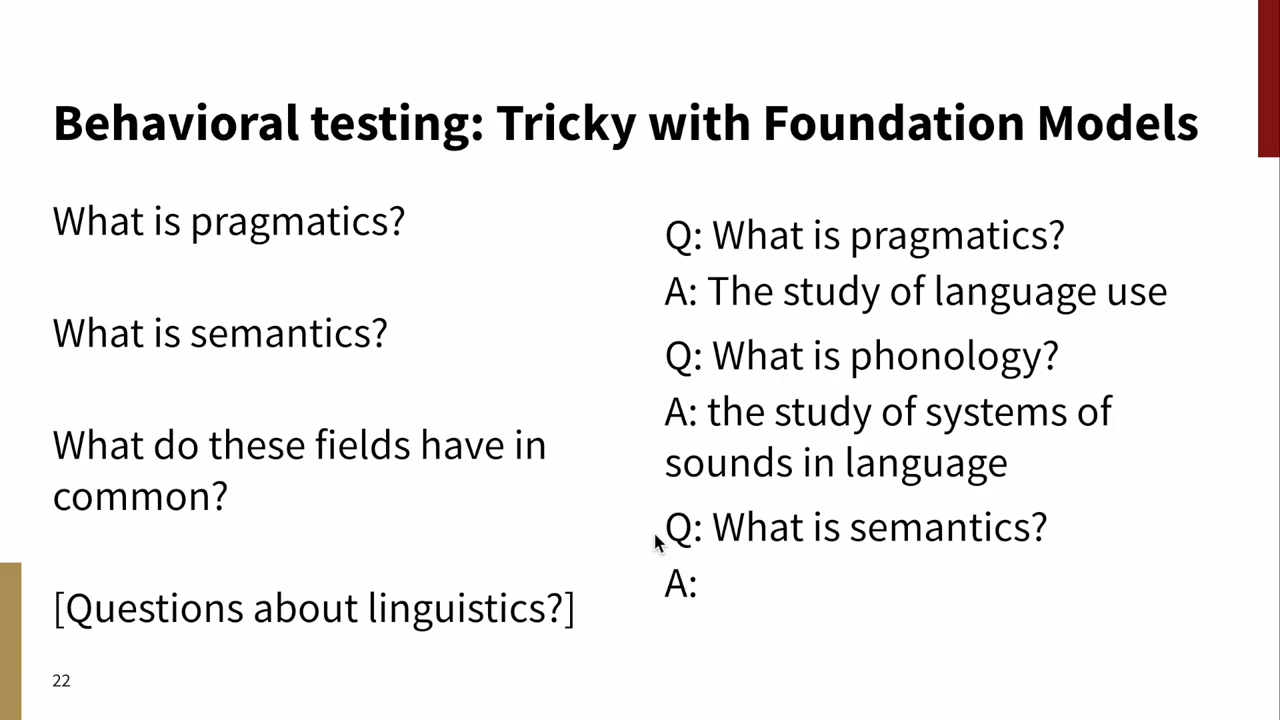 Behavioral testing: Tricky with Foundation Models
What is pragmatics?
What is semantics?
What do these fields have in
common?
[Questions about linguistics?]
Q: What is pragmatics?
A: The study of language use
Q: What is phonology?
A: the study of systems of
sounds in language
Q: What is semantics?
A:
22